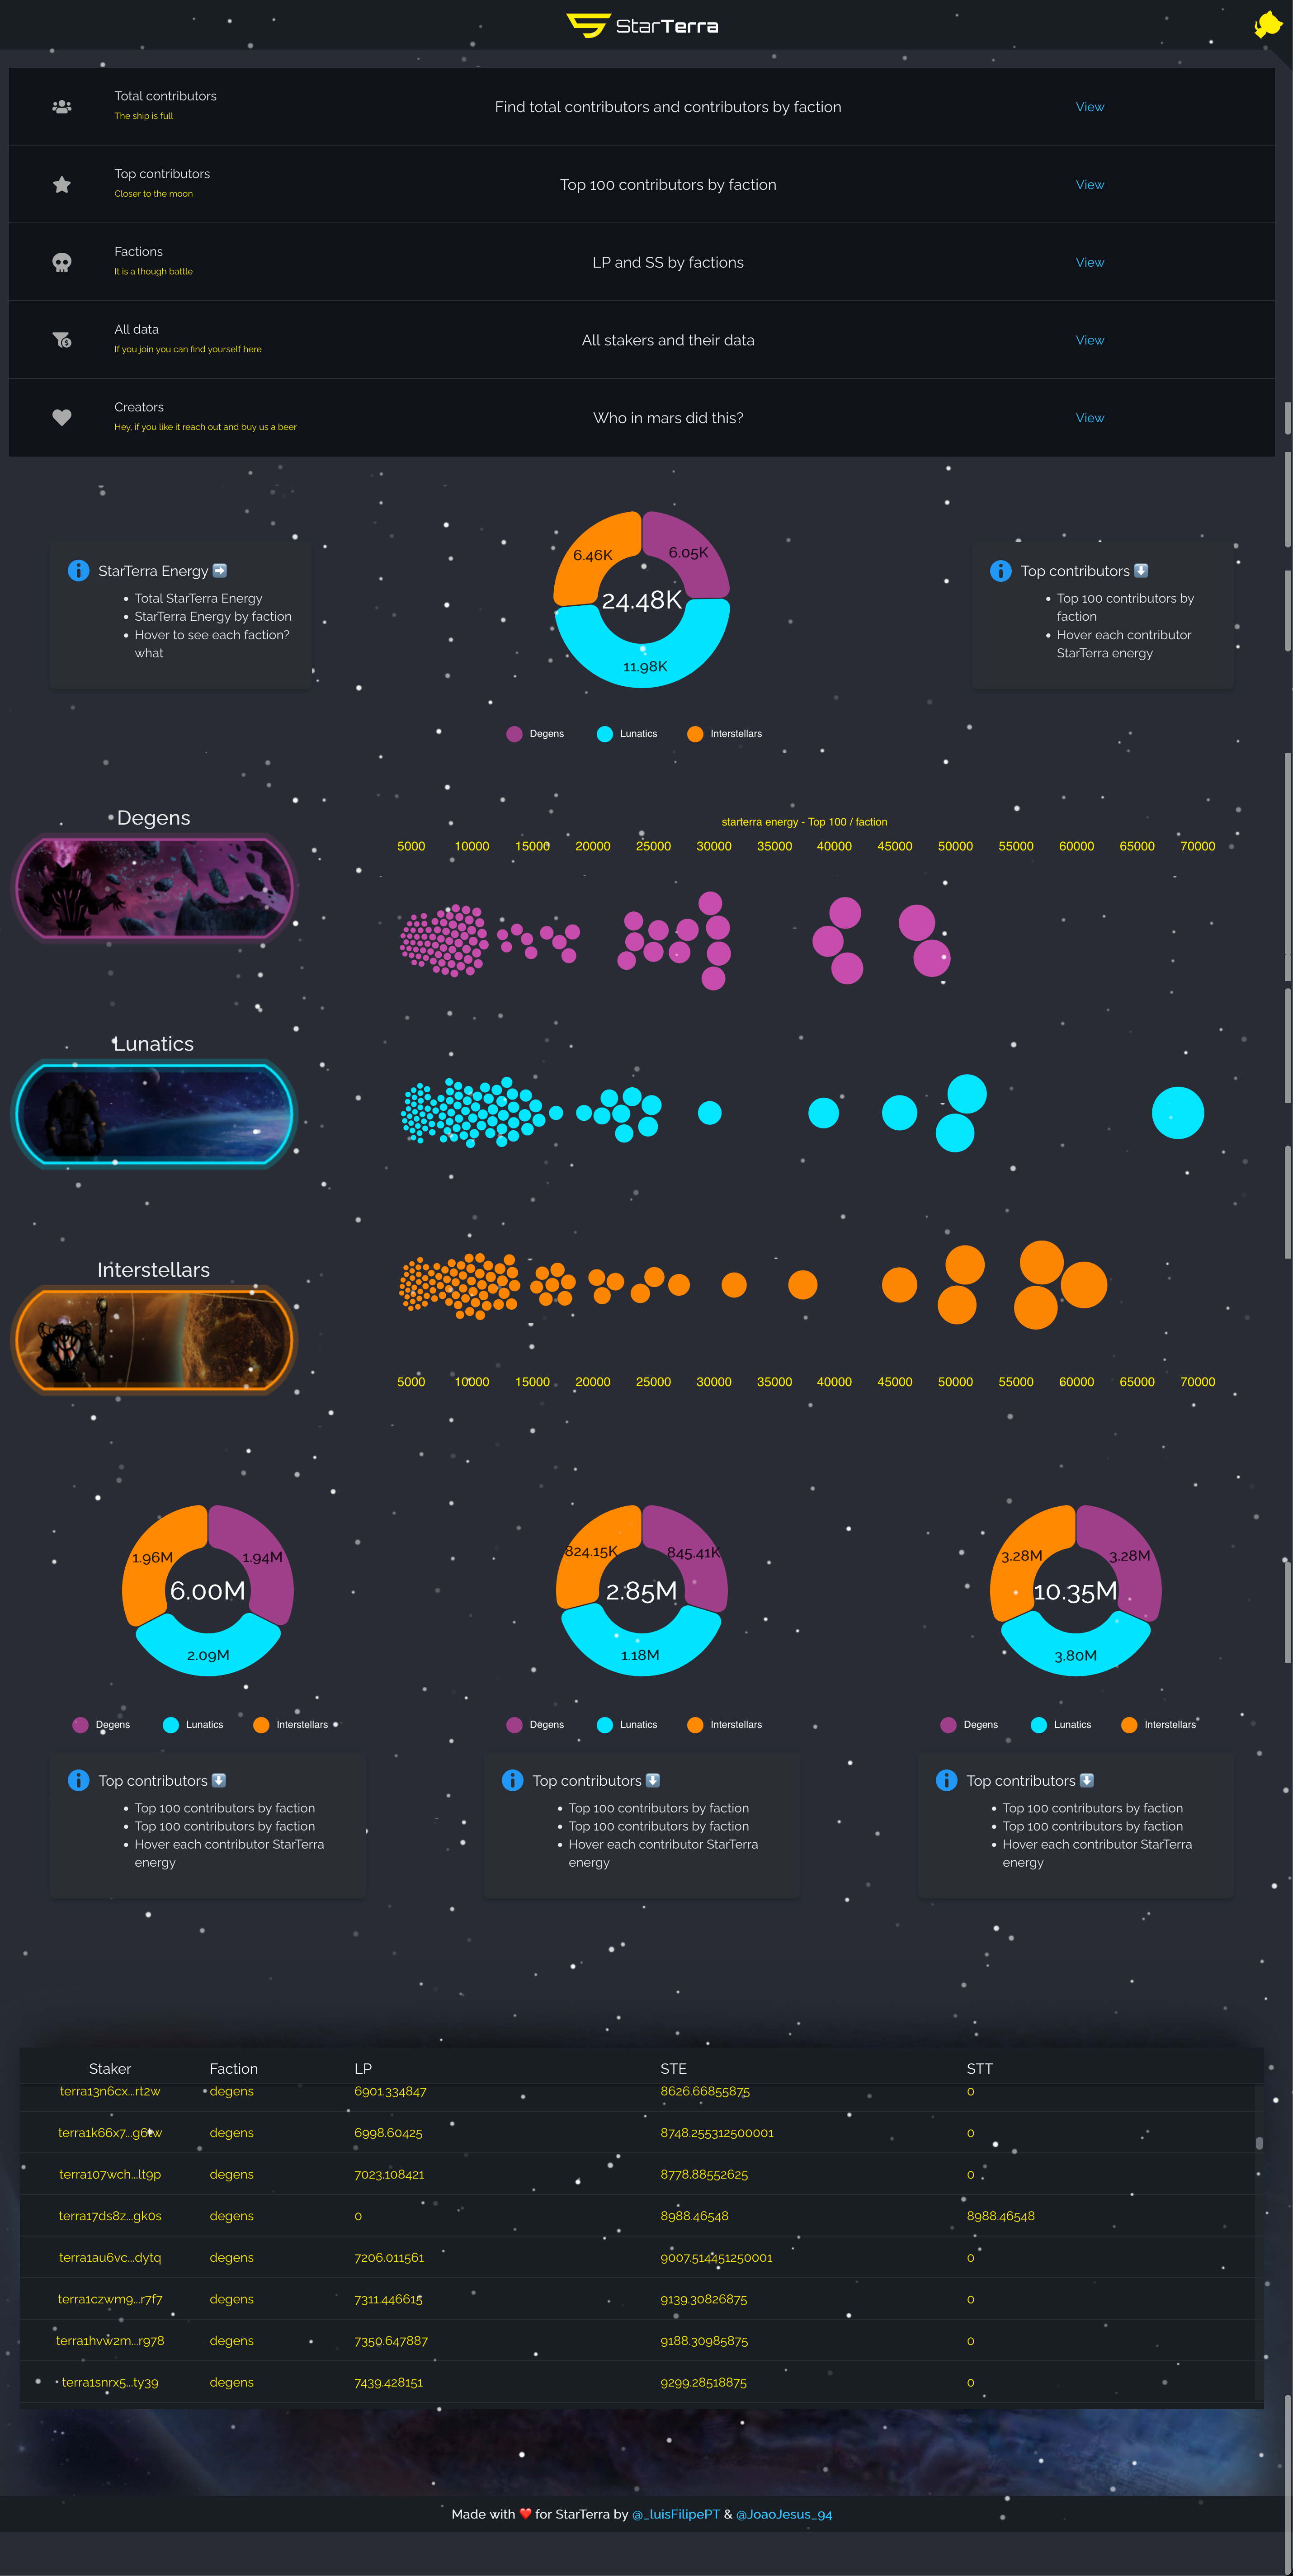 StarTerra
Total contributors
The ship is full
Find total contributors and contributors by faction
View
Top contributors
Closer to the moon
Top 100 contributors by faction
View
Factions
It is a though battle
LP and SS by factions
View
All data
If you join you can find yourself here
All stakers and their data
View
Creators
Hey, if you like it reach out and buy us a beer
Who in mars did this?
View
StarTerra Energy ➡️
Total StarTerra Energy
StarTerra Energy by faction
Hover to see each faction?
what
6.46K
6.05K
24.48K
11.98K
Degens Lunatics Interstellars
Top contributors ⬇️
Top 100 contributors by
faction
Hover each contributor
StarTerra energy
Degens
starterra energy - Top 100 / faction
5000 10000 15000 20000 25000 30000 35000 40000 45000 50000 55000 60000 65000 70000
Lunatics
Interstellars
5000 10000 15000 20000 25000 30000 35000 40000 45000 50000 55000 60000 65000 70000
1.96M
1.94M
6.00M
2.09M
Degens Lunatics Interstellars
Top contributors ⬇️
Top 100 contributors by faction
Top 100 contributors by faction
Hover each contributor StarTerra
energy
824.15K
845.41K
2.85M
1.18M
Degens Lunatics Interstellars
Top contributors ⬇️
Top 100 contributors by faction
Top 100 contributors by faction
Hover each contributor StarTerra
energy
3.28M
3.28M
10.35M
3.80M
Degens Lunatics Interstellars
Top contributors ⬇️
Top 100 contributors by faction
Top 100 contributors by faction
Hover each contributor StarTerra
energy
Staker Faction LP STE STT
terra13n6cx...rt2w degens 6901.334847 8626.66855875 0
terra1k66x7...g6tw degens 6998.60425 8748.255312500001 0
terra107wch...lt9p degens 7023.108421 8778.88552625 0
terra17ds8z...gk0s degens 0 8988.46548 8988.46548
terra1au6vc...dytq degens 7206.011561 9007.514451250001 0
terra1czwm9...r7f7 degens 7311.446615 9139.30826875 0
terra1hvw2m...r978 degens 7350.647887 9188.30985875 0
terra1snrx5...ty39 degens 7439.428151 9299.28518875 0
Made with ❤️ for StarTerra by @_luisFilipePT & @JoaoJesus_94